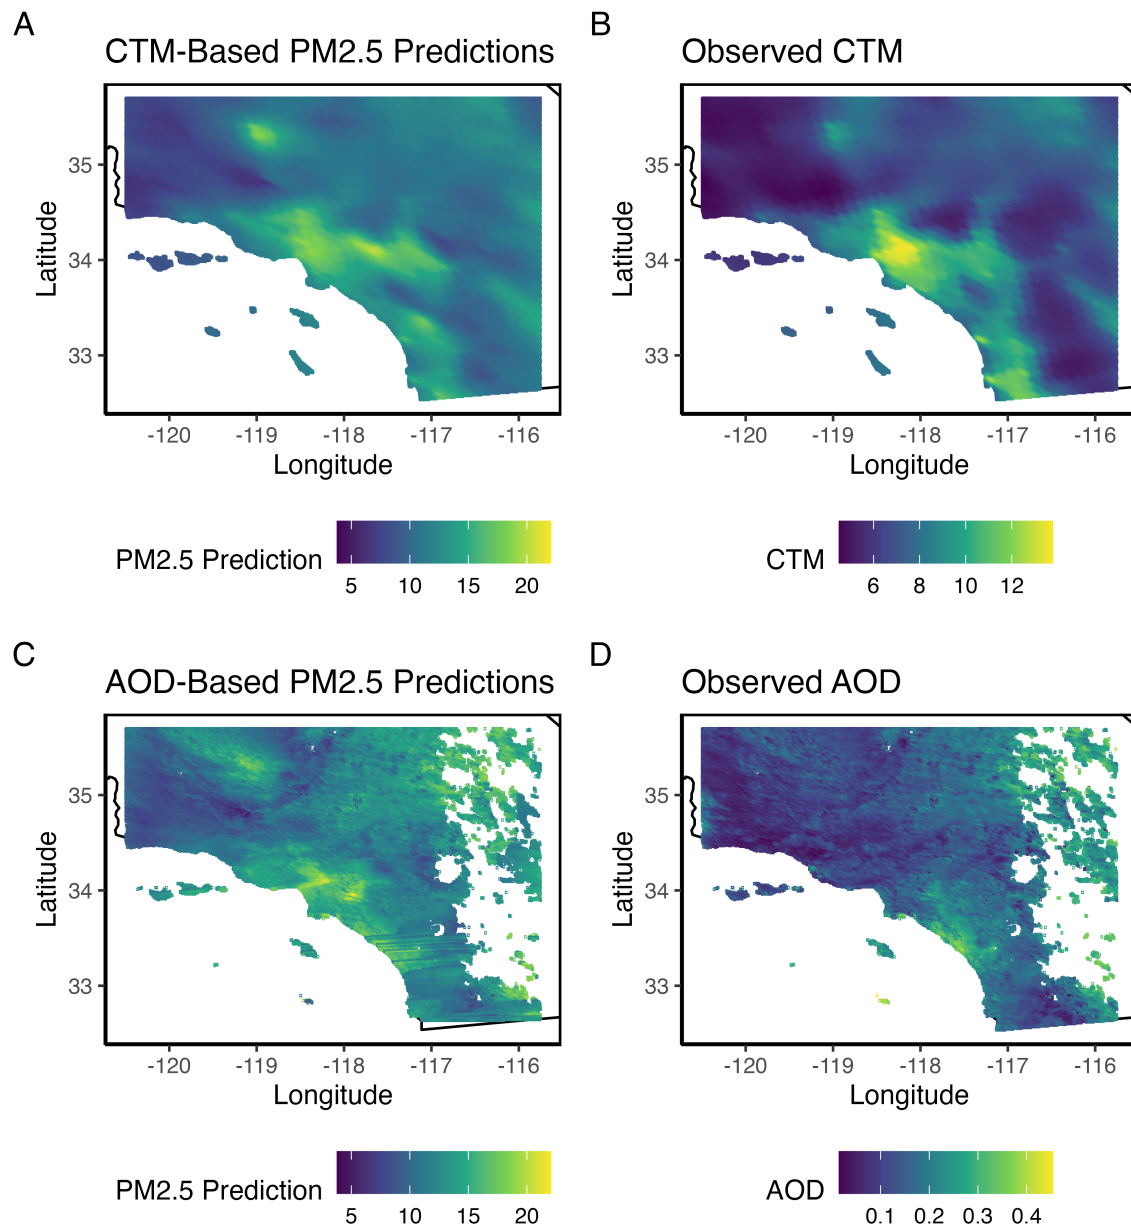 A
CTM-Based PM2.5 Predictions
35
34
33
Latitude
-120 -119 -118 -117 -116
Longitude
PM2.5 Prediction
5 10 15 20
B
Observed CTM
35
34
33
Latitude
-120 -119 -118 -117 -116
Longitude
CTM
6 8 10 12
C
AOD-Based PM2.5 Predictions
35
34
33
Latitude
-120 -119 -118 -117 -116
Longitude
PM2.5 Prediction
5 10 15 20
D
Observed AOD
35
34
33
Latitude
-120 -119 -118 -117 -116
Longitude
AOD
0.1 0.2 0.3 0.4